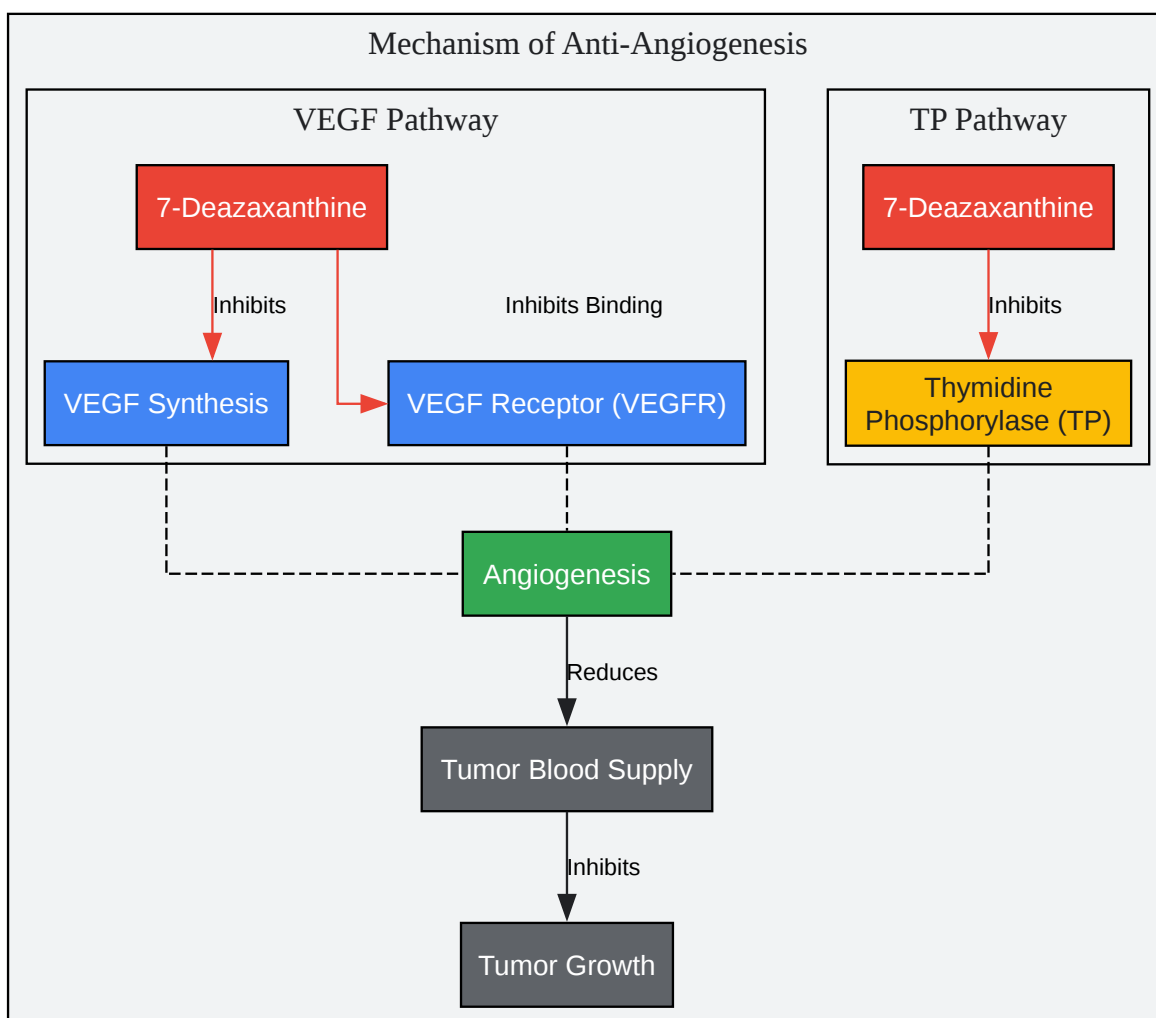 Mechanism of Anti-Angiogenesis
VEGF Pathway
7-Deazaxanthine
Inhibits
Inhibits Binding
VEGF Synthesis
VEGF Receptor (VEGFR)
TP Pathway
7-Deazaxanthine
Inhibits
Thymidine
Phosphorylase (TP)
Angiogenesis
Reduces
Tumor Blood Supply
Inhibits
Tumor Growth